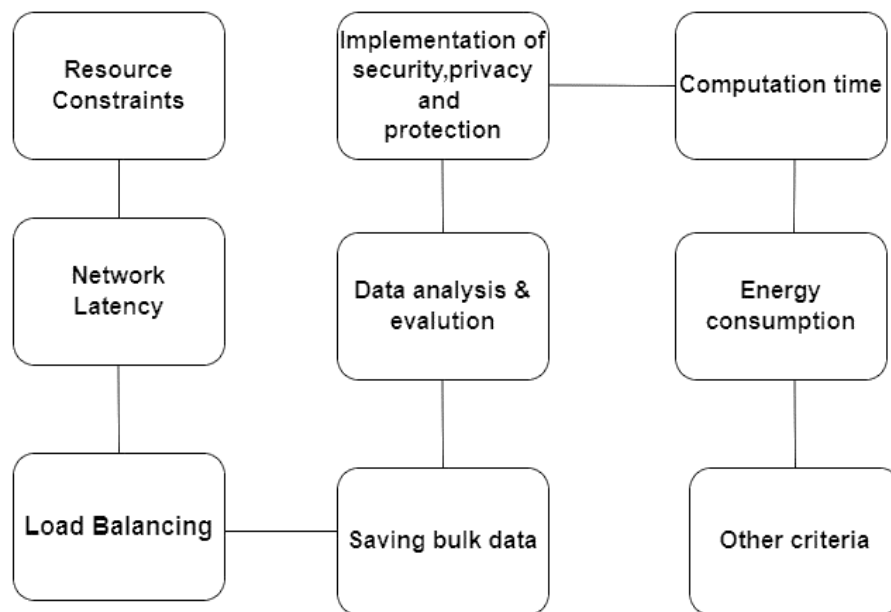 Resource
Constraints
Network
Latency
Load Balancing
Implementation of
security,privacy
and
protection
Data analysis &
evalution
Saving bulk data
Computation time
Energy
consumption
Other criteria